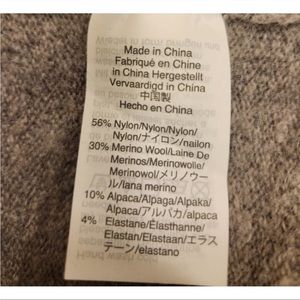 Made in China
Fabriqué en Chine
in China Hergestellt
Vervaardigd in China
中国製
Hecho en China
56% Nylon/Nylon/Nylon/
Nylon/ナイロン/nailon
30% Merino Wool/Laine De
Merinos/Merinowolle/
Merinowol/メリノウー
ル/lana merino
10% Alpaca/Alpaga/Alpaka/
Alpaca/アルパカ/alpaca
4% Elastane/Élasthanne/
Elastan/Elastaan/エラス
テーン/elastano